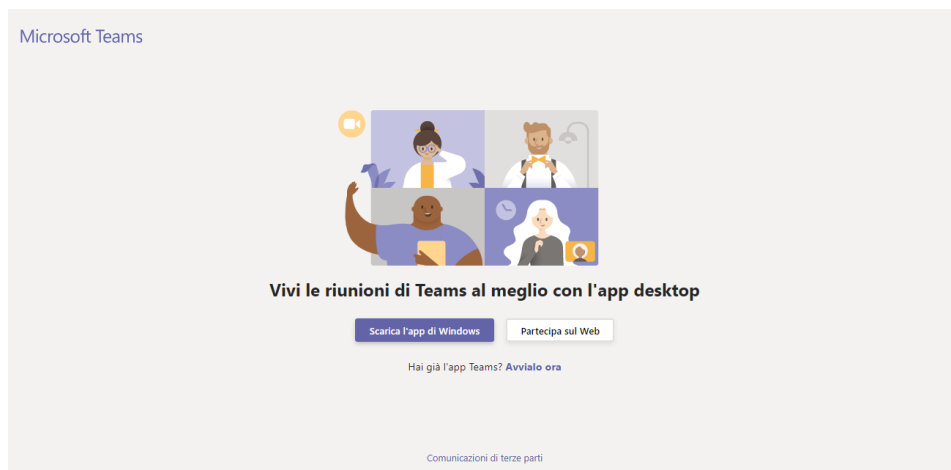 Microsoft Teams
Vivi le riunioni di Teams al meglio con l'app desktop
Scarica l'app di Windows
Partecipa sul Web
Hai già l'app Teams? Avvialo ora
Comunicazioni di terze parti